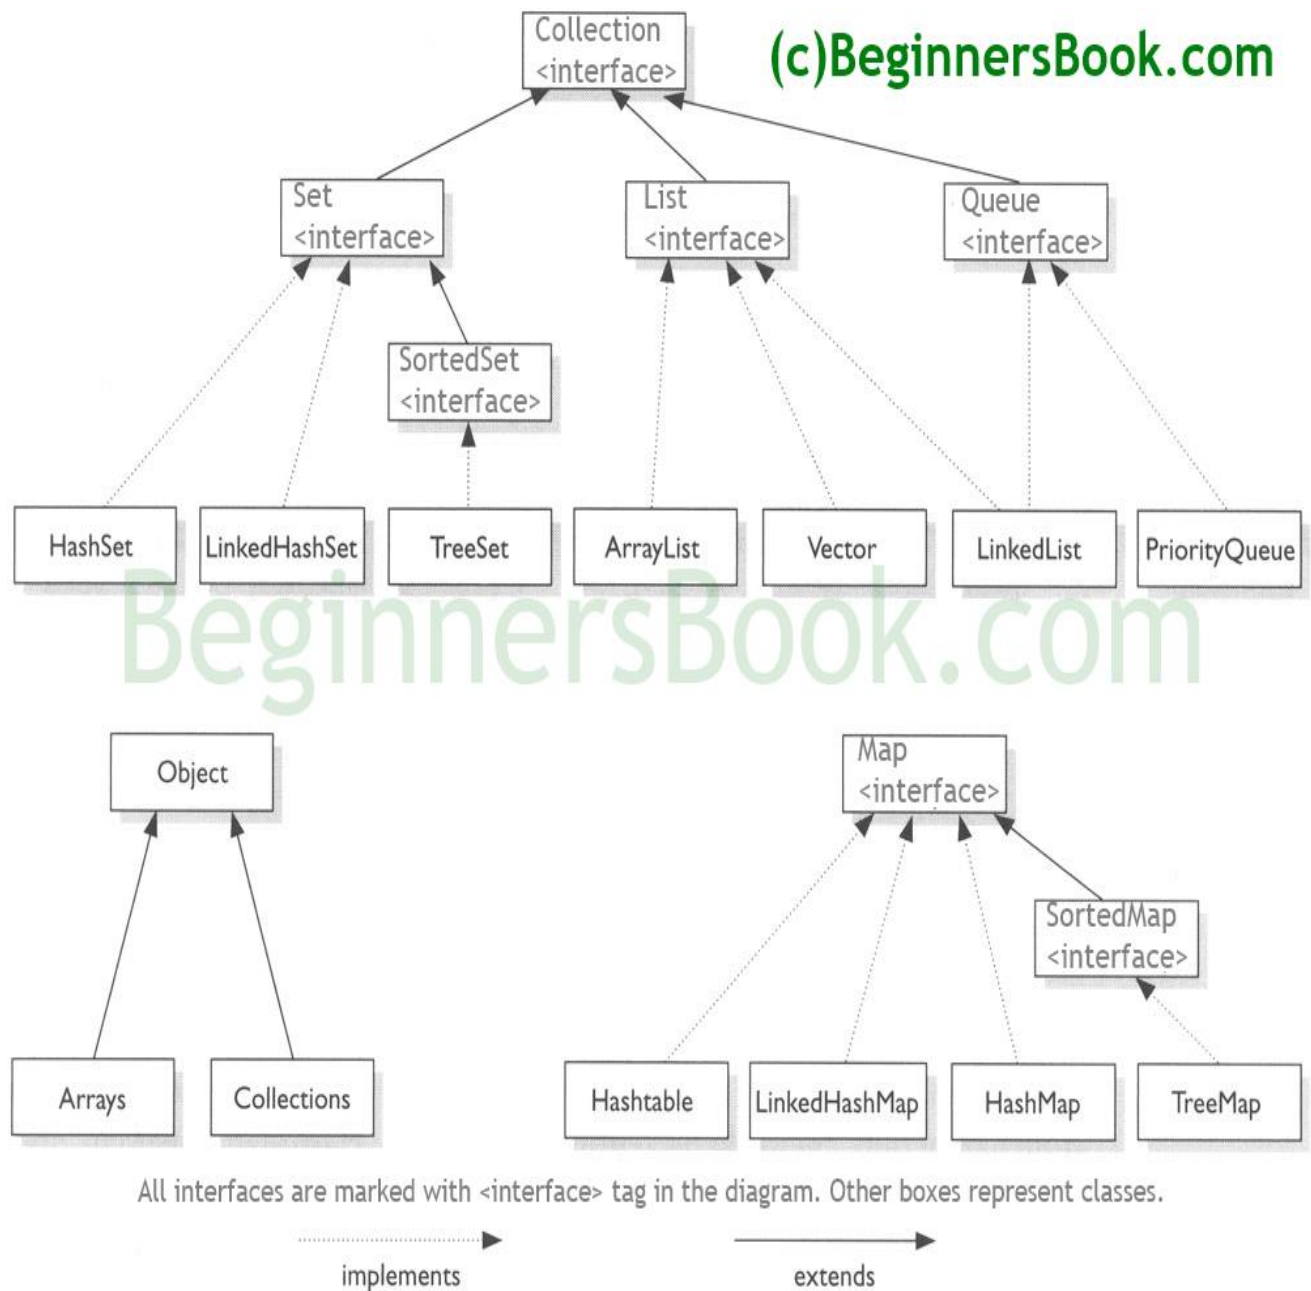 Collection
<interface>
(c)BeginnersBook.com
Set
<interface>
List
<interface>
Queue
<interface>
SortedSet
<interface>
HashSet
LinkedHashSet
TreeSet
ArrayList
Vector
LinkedList
PriorityQueue
BeginnersBook.com
Object
Map
<interface>
SortedMap
<interface>
Arrays
Collections
Hashtable
LinkedHashMap
HashMap
TreeMap
All interfaces are marked with <interface> tag in the diagram. Other boxes represent classes.
implements
extends